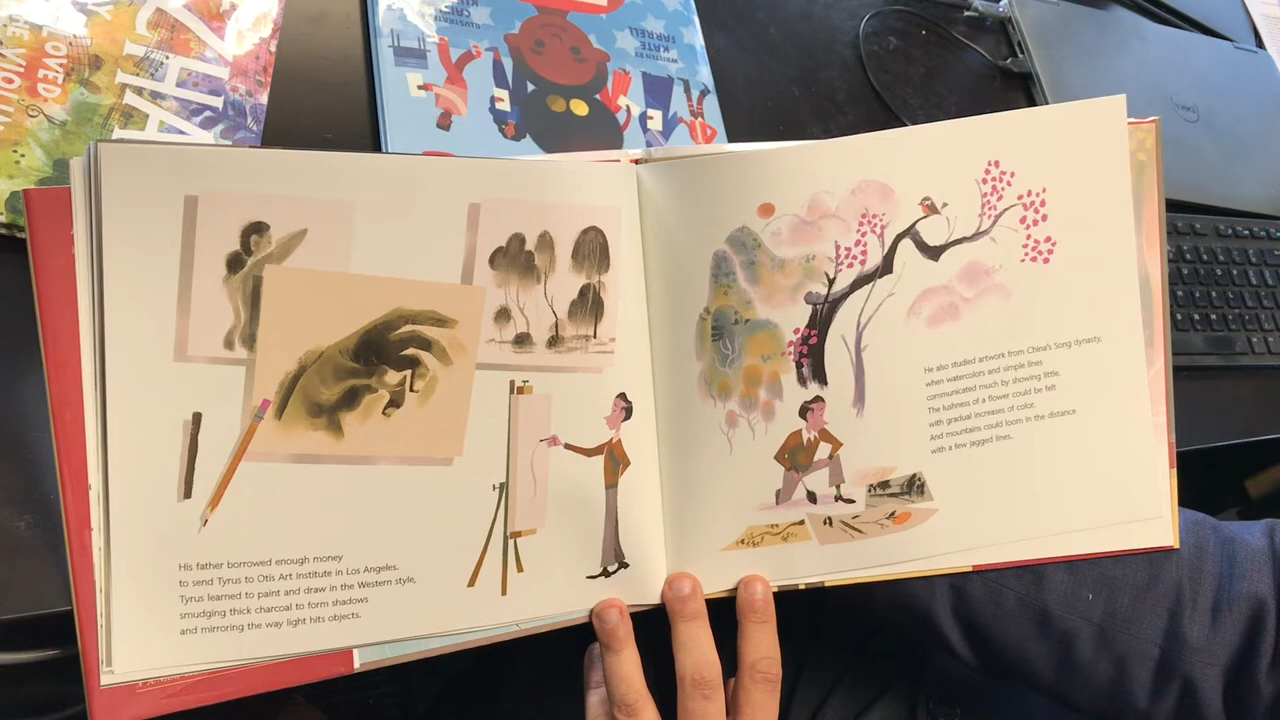 LOVED
E VIOLIN
ZHA
ILLUSTRATED
WRITTEN BY
KATE
FARRELL
DELL
His father borrowed enough money
to send Tyrus to Otis Art Institute in Los Angeles.
Tyrus learned to paint and draw in the Western style,
smudging thick charcoal to form shadows
and mirroring the way light hits objects.
He also studied artwork from China's Song dynasty,
when watercolors and simple lines
communicated much by showing little.
The lushness of a flower could be felt
with gradual increases of color.
And mountains could loom in the distance
with a few jagged lines.